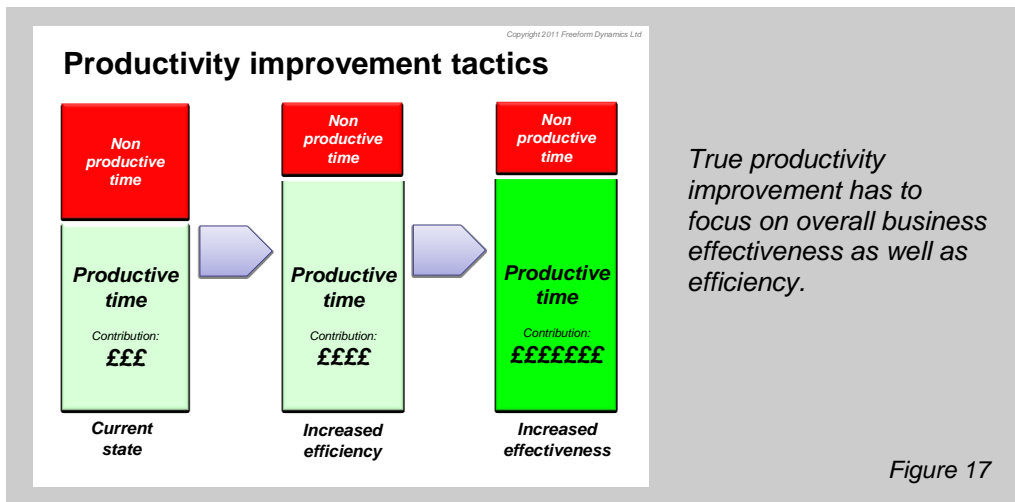 Copyright 2011 Freeform Dynamics Ltd
Productivity improvement tactics
Non
productive
time
Productive
time
Contribution:
£££
Current
state
Non
productive
time
Productive
time
Contribution:
££££
Increased
efficiency
Non
productive
time
Productive
time
Contribution:
£££££££
Increased
effectiveness
True productivity
improvement has to
focus on overall business
effectiveness as well as
efficiency.
Figure 17